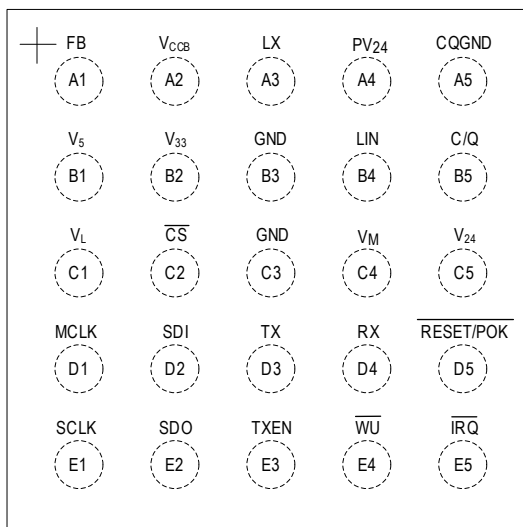 FB V_CCB LX PV24 CQGND
A1 A2 A3 A4 A5
V5 V33 GND LIN C/Q
B1 B2 B3 B4 B5
VL CS GND VM V24
C1 C2 C3 C4 C5
MCLK SDI TX RX RESET/POK
D1 D2 D3 D4 D5
SCLK SDO TXEN WU IRQ
E1 E2 E3 E4 E5